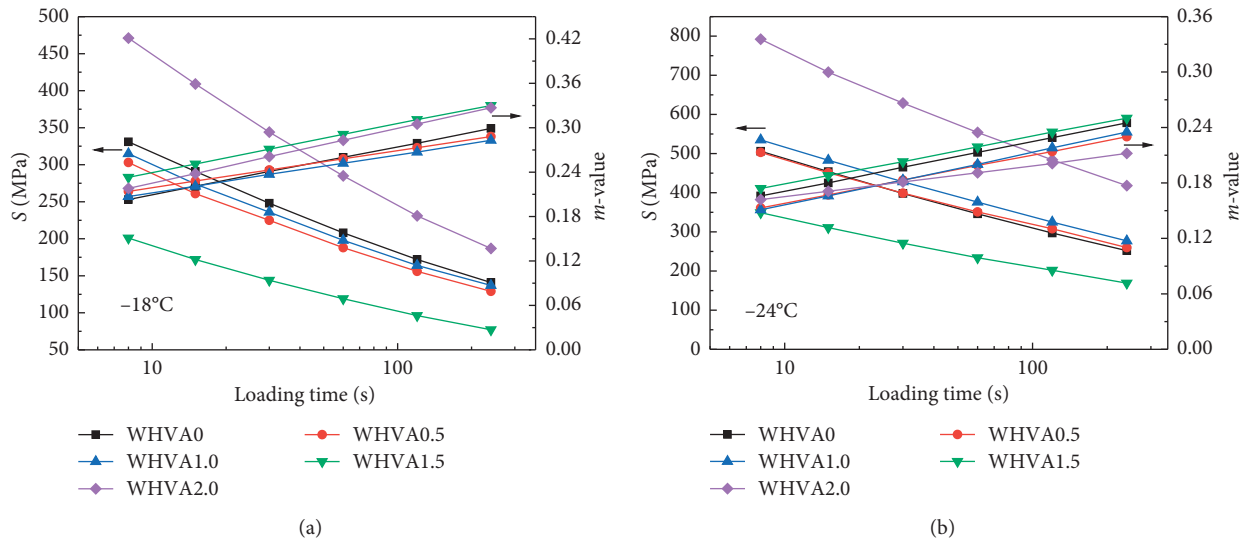 500
450
400
350
300
250
200
150
100
50
S (MPa)
0.42
0.36
0.30
0.24
0.18
0.12
0.06
0.00
m-value
–18°C
10
100
Loading time (s)
WHVA0
WHVA0.5
WHVA1.0
WHVA1.5
WHVA2.0
(a)
800
700
600
500
400
300
200
100
0
S (MPa)
0.36
0.30
0.24
0.18
0.12
0.06
0.00
m-value
–24°C
10
100
Loading time (s)
WHVA0
WHVA0.5
WHVA1.0
WHVA1.5
WHVA2.0
(b)